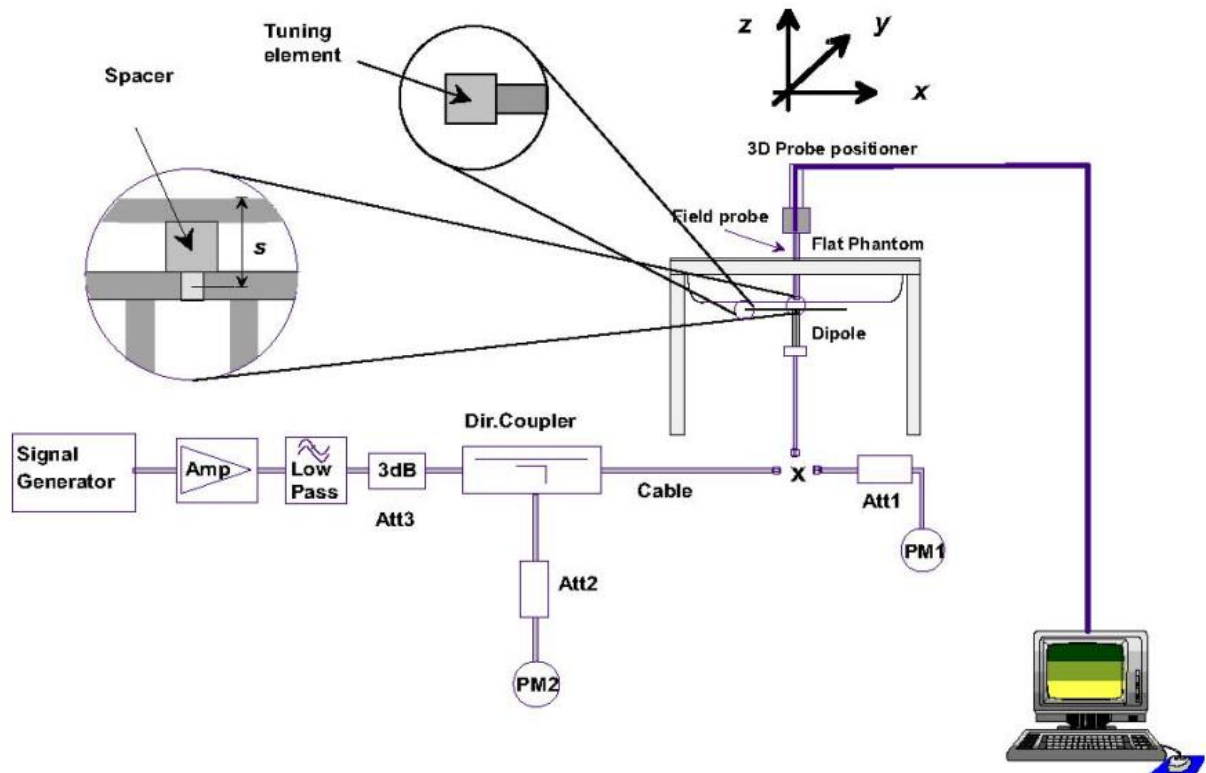 Tuning
element
Spacer
z
y
x
3D Probe positioner
Field probe
Flat Phantom
s
Dipole
Dir.Coupler
Signal
Generator
Amp
Low
Pass
3dB
Att3
Cable
x
Att1
PM1
Att2
PM2